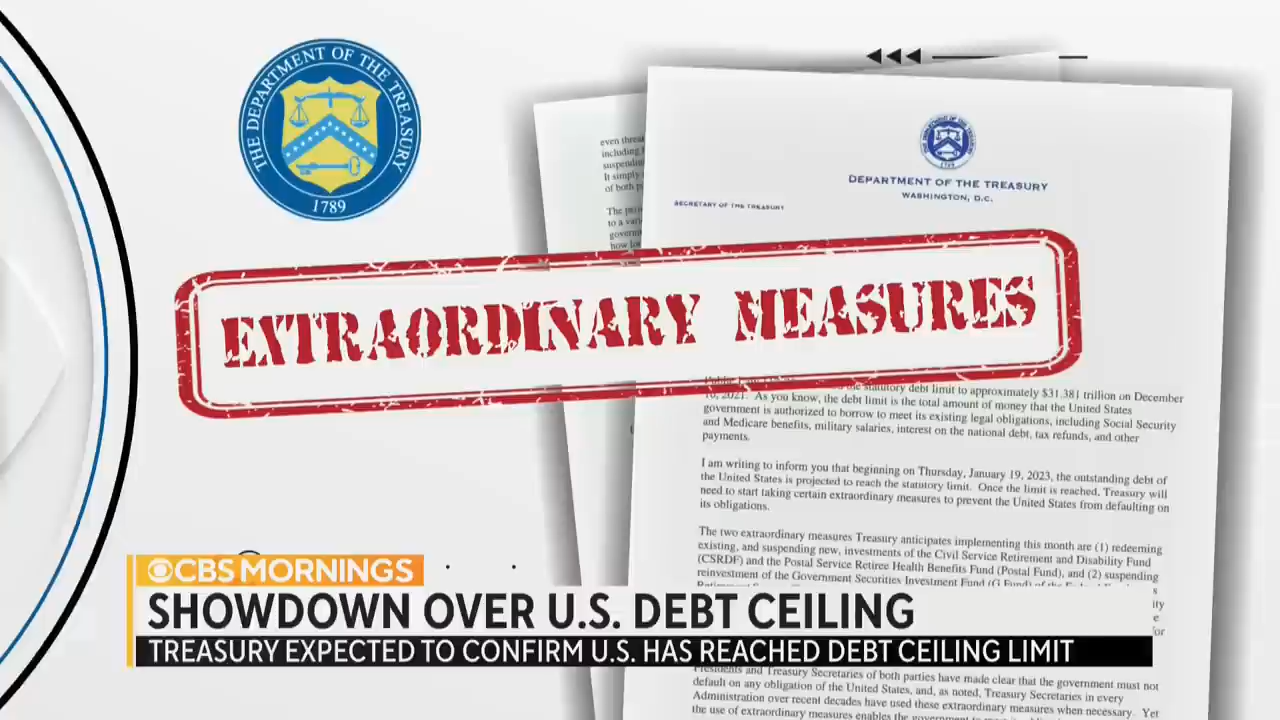 THE DEPARTMENT OF THE TREASURY
1789
even
including
It simply
of both
The
to a
DEPARTMENT OF THE TREASURY
WASHINGTON, D.C.
SECRETARY OF THE TREASURY
EXTRAORDINARY MEASURES
statutory debt limit to approximately $31.381 trillion on December
16, 2021. As you know, the debt limit is the total amount of money that the United States
government is authorized to borrow to meet its existing legal obligations, including Social Security
and Medicare benefits, military salaries, interest on the national debt, tax refunds, and other
payments.
I am writing to inform you that beginning on Thursday, January 19, 2023, the outstanding debt of
the United States is projected to reach the statutory limit. Once the limit is reached, Treasury will
need to start taking certain extraordinary measures to prevent the United States from defaulting on
its obligations.
The two extraordinary measures Treasury anticipates implementing this month are (1) redeeming
existing, and suspending new, investments of the Civil Service Retirement and Disability Fund
(CSRDF) and the Postal Service Retiree Health Benefits Fund (Postal Fund), and (2) suspending
reinvestment of the Government Securities Investment Fund (G Fund) of the Federal
CBS MORNINGS
SHOWDOWN OVER U.S. DEBT CEILING
TREASURY EXPECTED TO CONFIRM U.S. HAS REACHED DEBT CEILING LIMIT
Presidents and Treasury Secretaries of both parties have made clear that the government must not
default on any obligation of the United States, and, as noted, Treasury Secretaries in every
Administration over recent decades have used these extraordinary measures when necessary. Yet
the use of extraordinary measures enables the government to